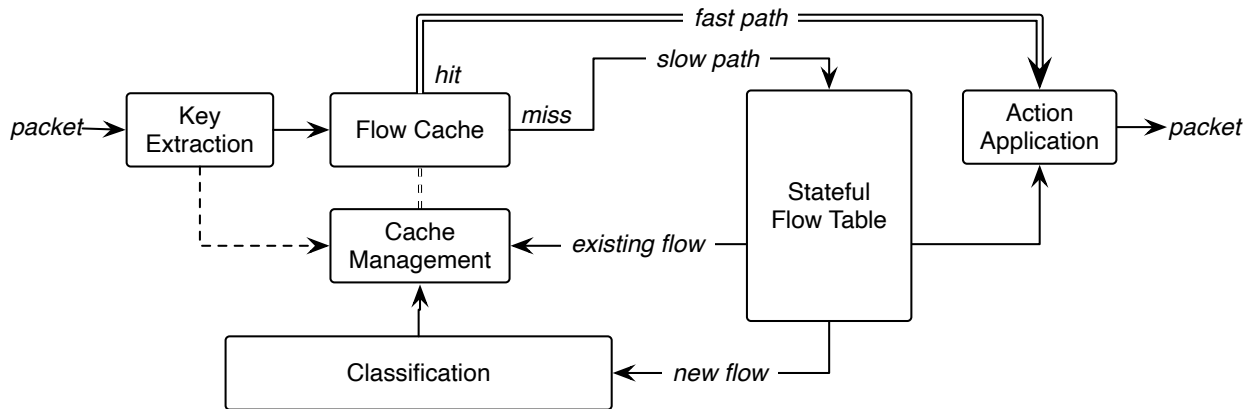 fast path
slow path
hit
miss
packet
Key
Extraction
Flow Cache
Stateful
Flow Table
Action
Application
packet
Cache
Management
existing flow
Classification
new flow